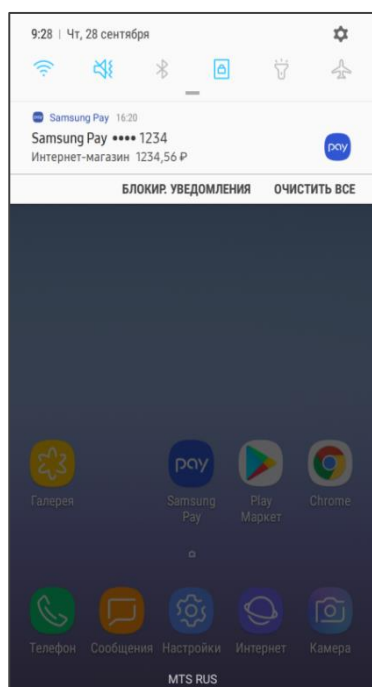 9:28 | Чт, 28 сентября
pay Samsung Pay 16:20
Samsung Pay •••• 1234
Интернет-магазин 1234,56 ₽
pay
БЛОКИР. УВЕДОМЛЕНИЯ ОЧИСТИТЬ ВСЕ
pay
Галерея Samsung Pay Play Маркет Chrome
Телефон Сообщения Настройки Интернет Камера
MTS RUS